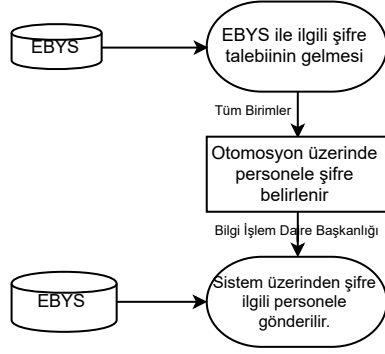 EBYS
EBYS ile ilgili şifre
talebiinin gelmesi
Tüm Birimler
Otomosyon üzerinde
personele şifre
belirlenir
Bilgi İşlem Daire Başkanlığı
EBYS
Sistem üzerinden şifre
ilgili personele
gönderilir.